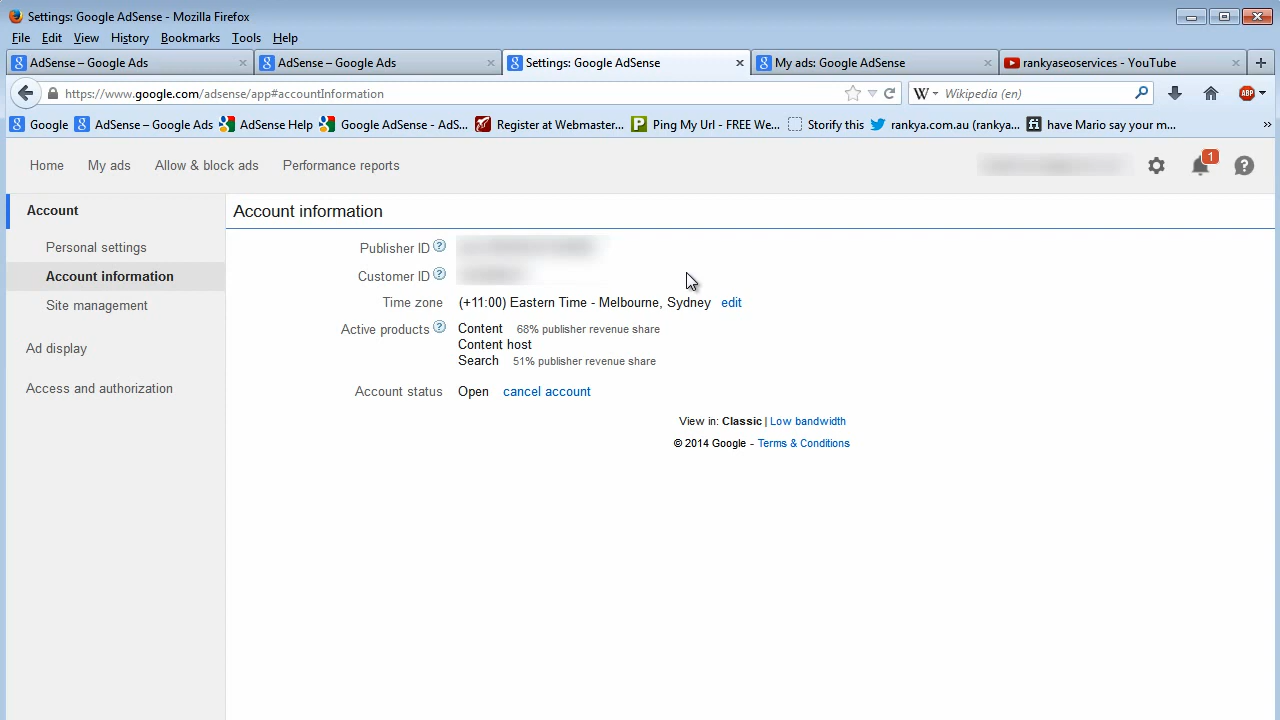 Settings: Google AdSense - Mozilla Firefox
File Edit View History Bookmarks Tools Help
AdSense – Google Ads × AdSense – Google Ads × Settings: Google AdSense × My ads: Google AdSense × rankyaseoservices - YouTube ×
https://www.google.com/adsense/app#accountInformation Wikipedia (en) ABP
Google AdSense – Google Ads AdSense Help Google AdSense - AdS... Register at Webmaster... Ping My Url - FREE We... Storify this rankya.com.au (rankya... have Mario say your m... »
Home My ads Allow & block ads Performance reports 1
Account
Account information
Personal settings
Publisher ID ?
Account information
Customer ID ?
Site management
Time zone (+11:00) Eastern Time - Melbourne, Sydney edit
Active products ? Content 68% publisher revenue share
Content host
Ad display
Search 51% publisher revenue share
Access and authorization
Account status Open cancel account
View in: Classic | Low bandwidth
© 2014 Google - Terms & Conditions